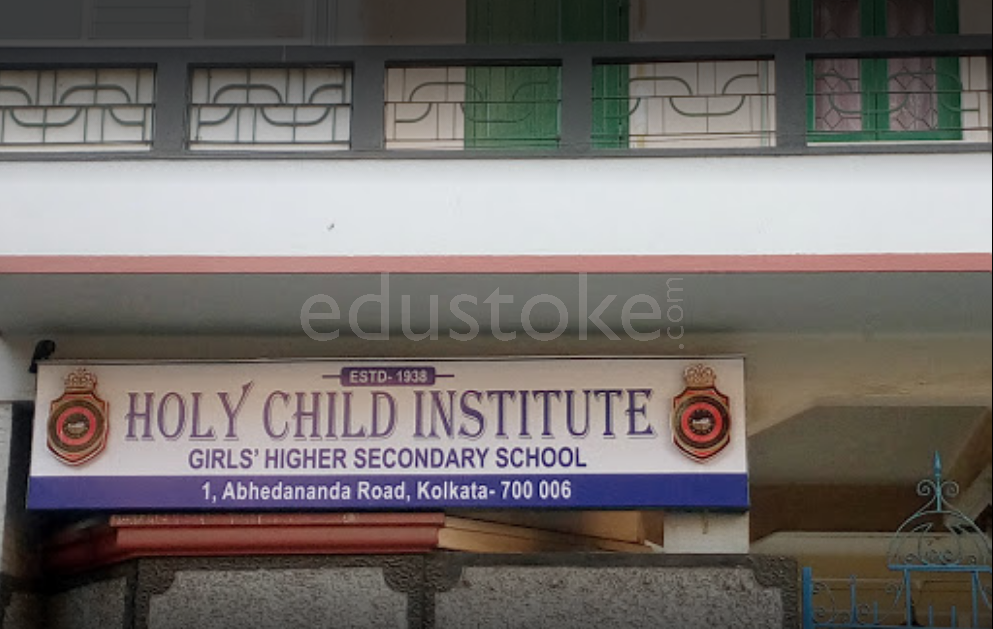 edustoke.com
ESTD- 1938
HOLY CHILD INSTITUTE
GIRLS' HIGHER SECONDARY SCHOOL
1, Abhedananda Road, Kolkata- 700 006